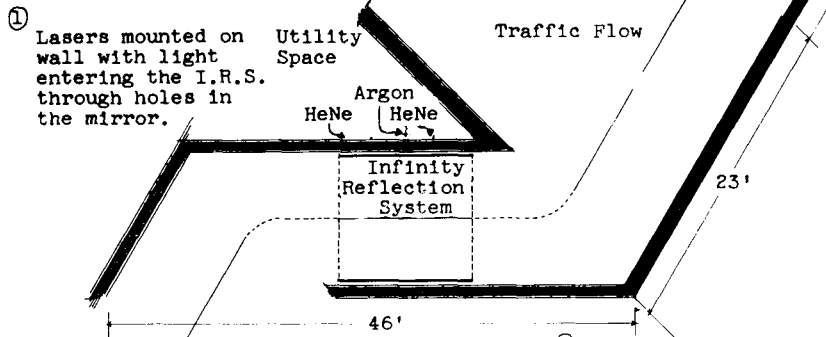 ①
Lasers mounted on
wall with light
entering the I.R.S.
through holes in
the mirror.
Utility
Space
Traffic Flow
Argon
HeNe
HeNe
Infinity
Reflection
System
23'
46'